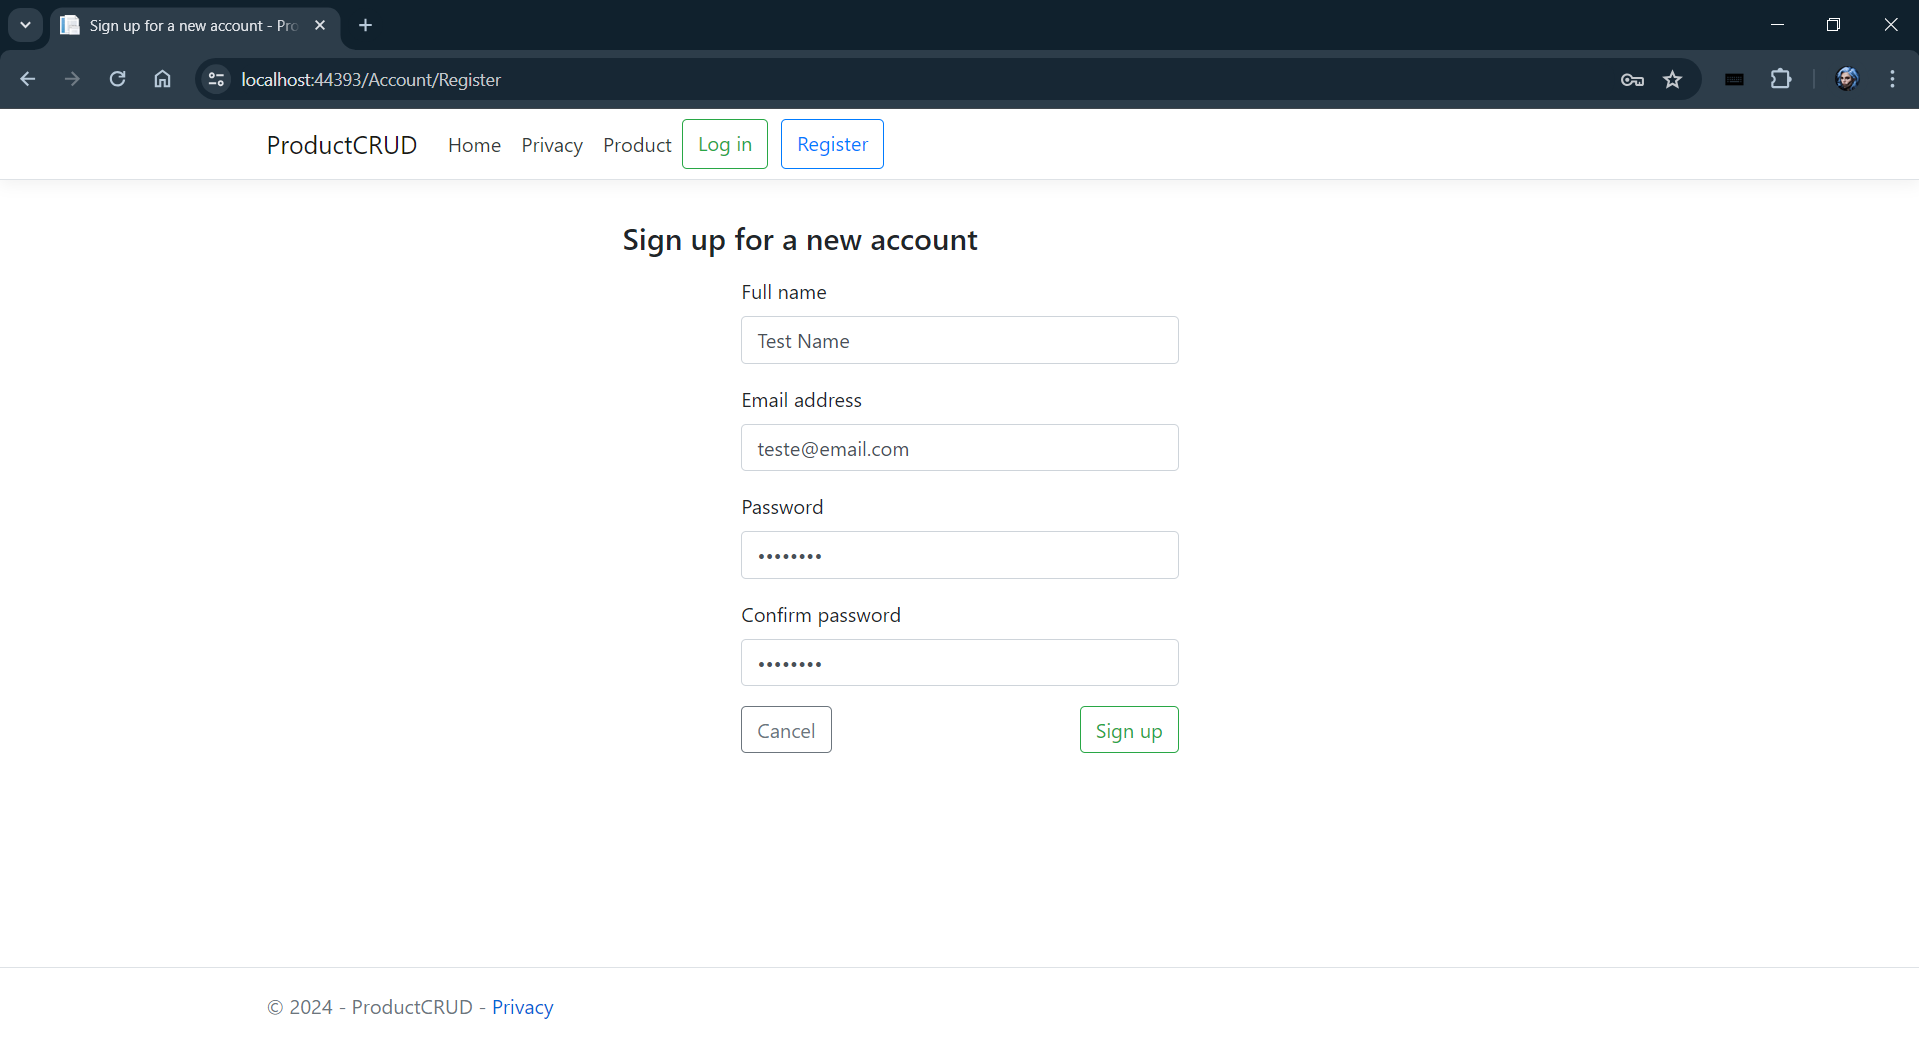 Sign up for a new account - Pro
localhost:44393/Account/Register
ProductCRUD Home Privacy Product Log in Register
Sign up for a new account
Full name
Test Name
Email address
teste@email.com
Password
••••••••
Confirm password
••••••••
Cancel Sign up
© 2024 - ProductCRUD - Privacy